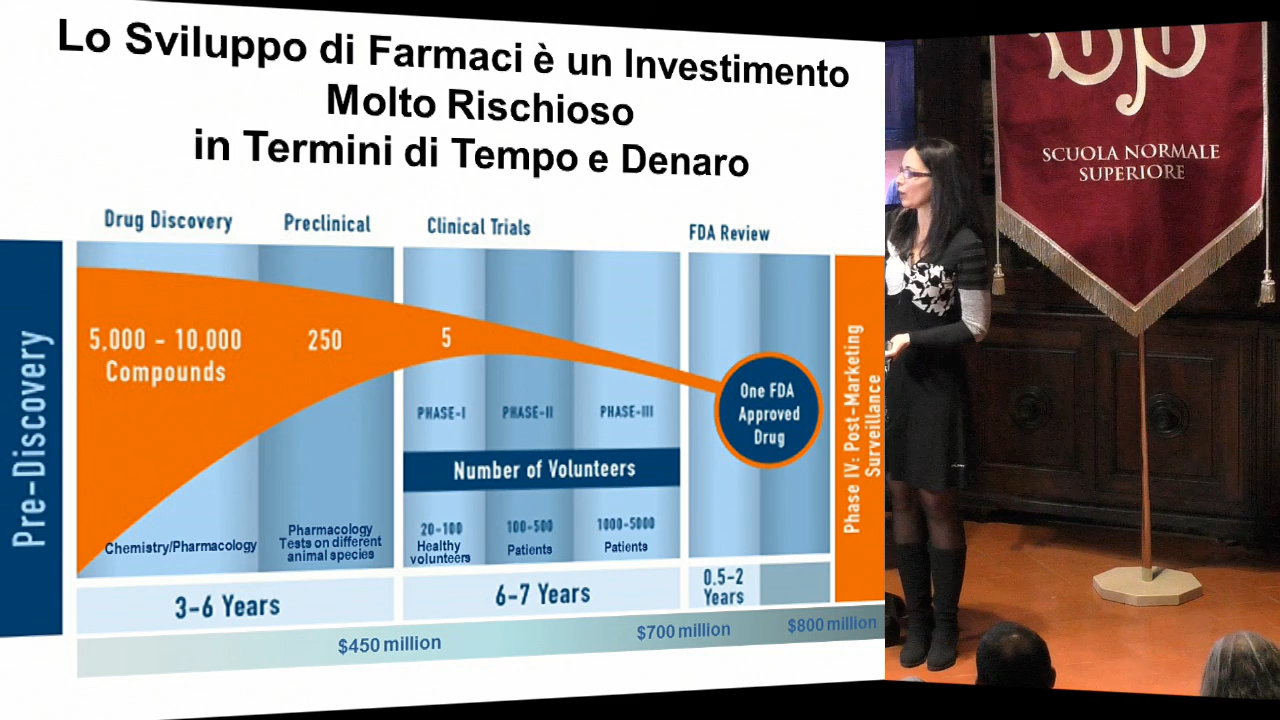 Lo Sviluppo di Farmaci è un Investimento
Molto Rischioso
in Termini di Tempo e Denaro
Drug Discovery
Preclinical
Clinical Trials
FDA Review
Pre-Discovery
5,000 - 10,000
Compounds
250
5
PHASE-I
PHASE-II
PHASE-III
One FDA
Approved
Drug
Number of Volunteers
20-100
Healthy
volunteers
100-500
Patients
1000-5000
Patients
Chemistry/Pharmacology
Pharmacology
Tests on different
animal species
3-6 Years
6-7 Years
0.5-2
Years
$450 million
$700 million
$800 million
Phase IV: Post-Marketing
Surveillance
SCUOLA NORMALE
SUPERIORE